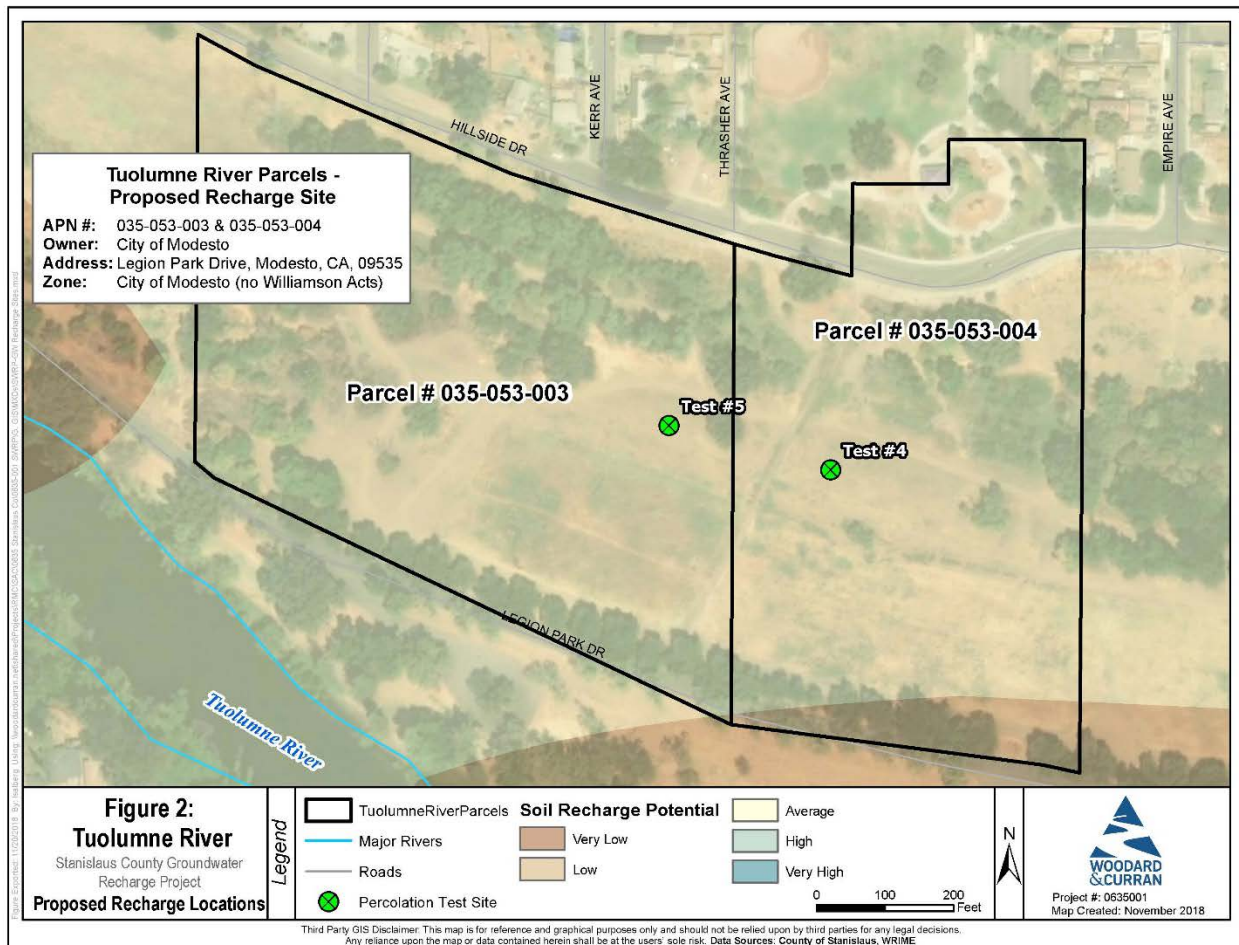 HILLSIDE DR
KERR AVE
THRASHER AVE
EMPIRE AVE
Tuolumne River Parcels -
Proposed Recharge Site
APN #: 035-053-003 & 035-053-004
Owner: City of Modesto
Address: Legion Park Drive, Modesto, CA, 09535
Zone: City of Modesto (no Williamson Acts)
Parcel # 035-053-004
Parcel # 035-053-003
Test #5
Test #4
LEGION PARK DR
Tuolumne River
Figure 2:
Tuolumne River
Stanislaus County Groundwater
Recharge Project
Proposed Recharge Locations
Legend
TuolumneRiverParcels
Major Rivers
Roads
Percolation Test Site
Soil Recharge Potential
Very Low
Low
Average
High
Very High
0 100 200
Feet
N
WOODARD
&CURRAN
Project #: 0635001
Map Created: November 2018
Third Party GIS Disclaimer: This map is for reference and graphical purposes only and should not be relied upon by third parties for any legal decisions.
Any reliance upon the map or data contained herein shall be at the users' sole risk. Data Sources: County of Stanislaus, WRIME